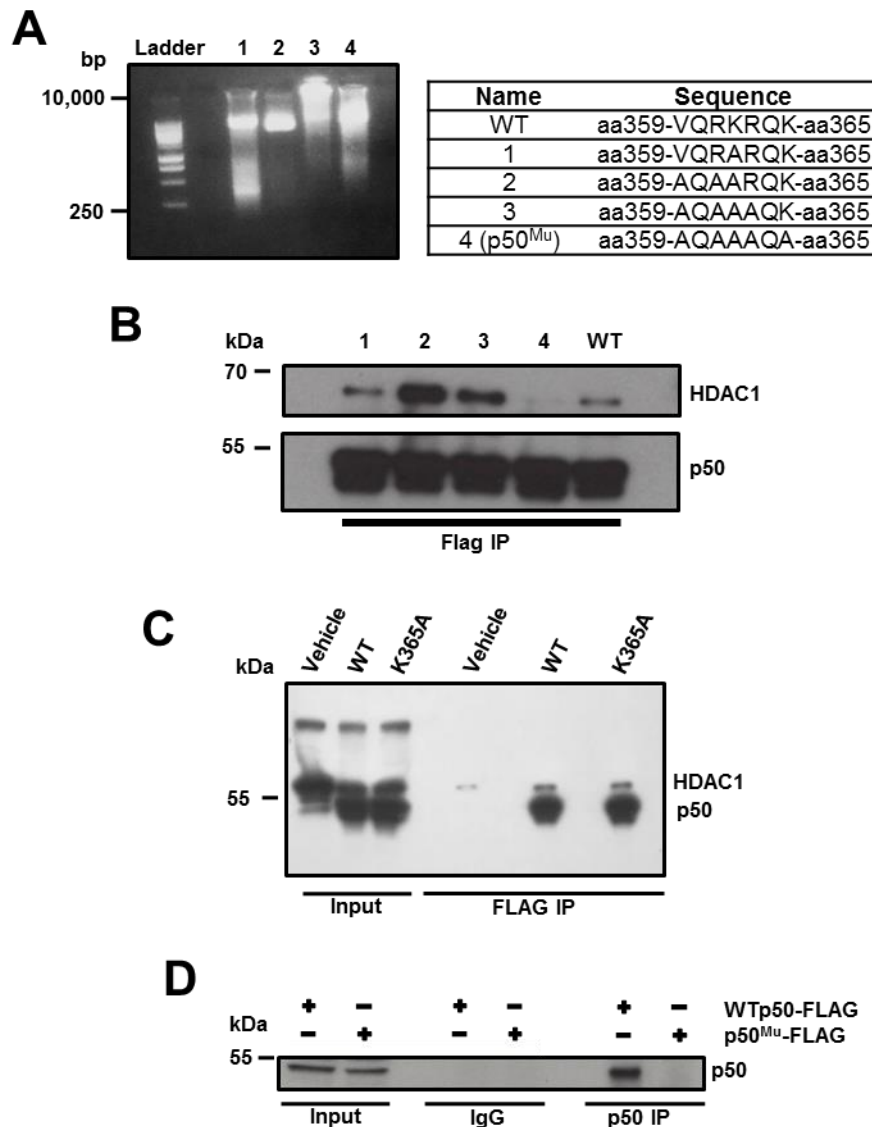 A
Ladder 1 2 3 4
bp
10,000
250
Name Sequence
WT aa359-VQRKRQK-aa365
1 aa359-VQRARQK-aa365
2 aa359-AQAARQK-aa365
3 aa359-AQAAAQK-aa365
4 (p50Mu) aa359-AQAAAQA-aa365
B
kDa 1 2 3 4 WT
70
HDAC1
55
p50
Flag IP
C
kDa Vehicle WT K365A Vehicle WT K365A
HDAC1
55
p50
Input FLAG IP
D
+ − + − + − WTp50-FLAG
kDa − + − + − + p50Mu-FLAG
55
p50
Input IgG p50 IP